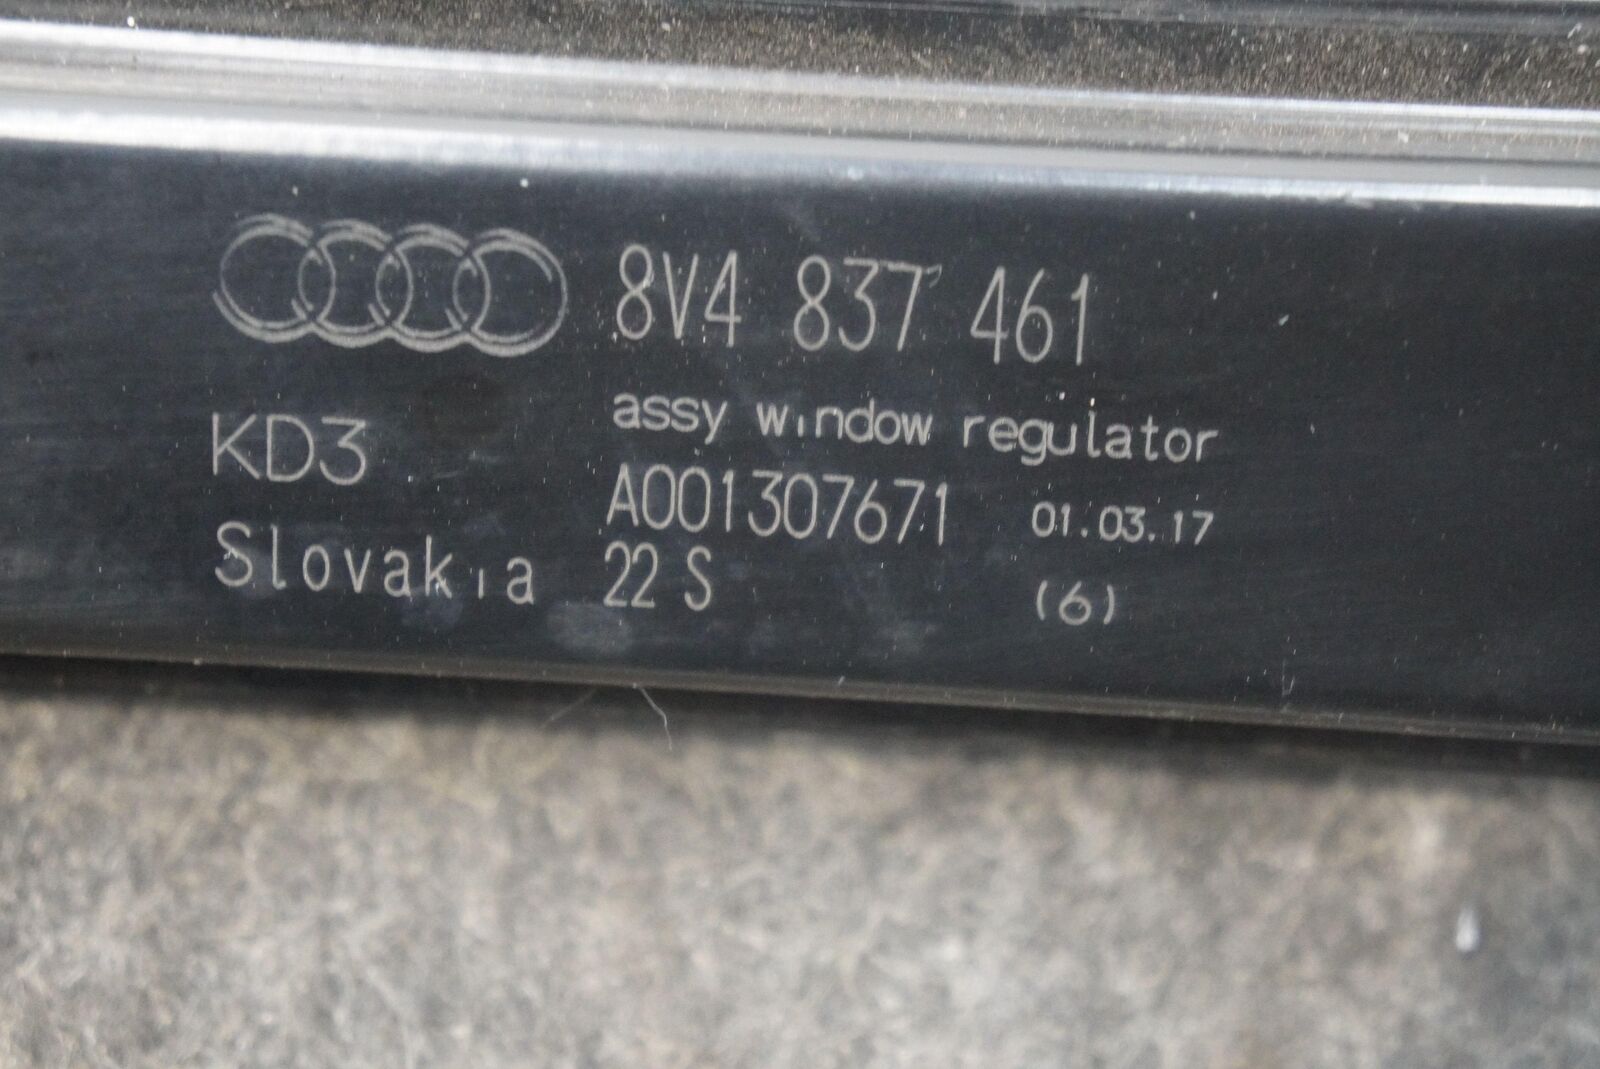 8V4 837 461
assy window regulator
KD3
A001307671 01.03.17
Slovakia 22 S (6)